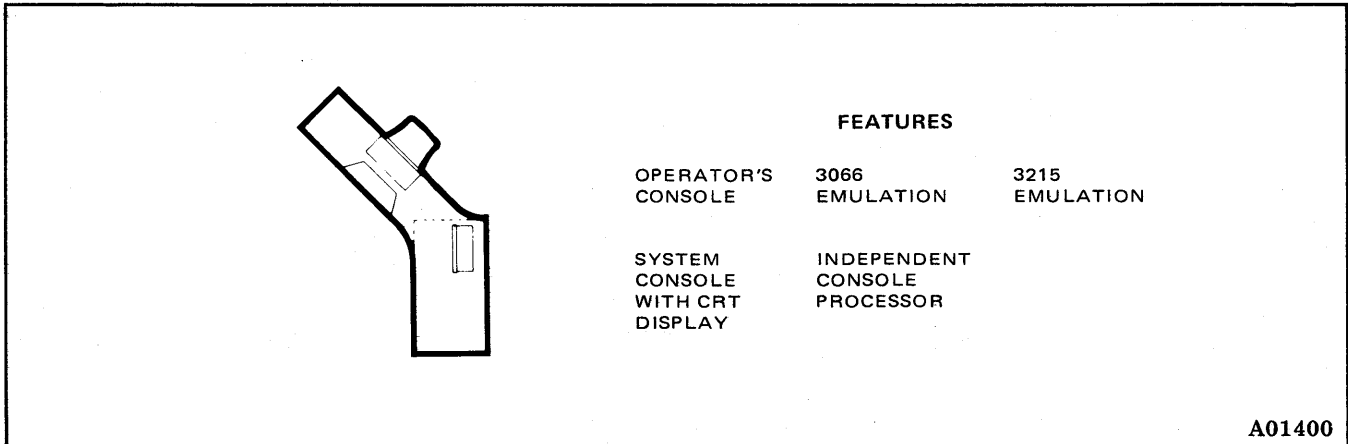 FEATURES
OPERATOR'S CONSOLE
3066 EMULATION
3215 EMULATION
SYSTEM CONSOLE WITH CRT DISPLAY
INDEPENDENT CONSOLE PROCESSOR
A01400